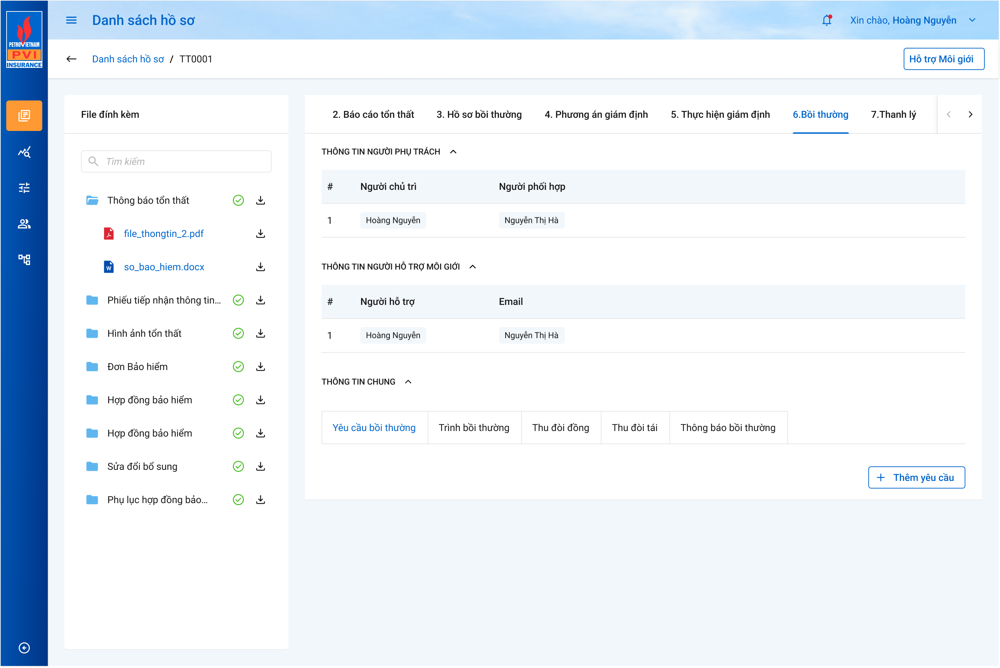 PETROVIETNAM
PVI
INSURANCE
Danh sách hồ sơ
Xin chào, Hoàng Nguyễn
Danh sách hồ sơ / TT0001
Hỗ trợ Môi giới
File đính kèm
Tìm kiếm
Thông báo tổn thất
file_thongtin_2.pdf
W so_bao_hiem.docx
Phiếu tiếp nhận thông tin...
Hình ảnh tổn thất
Đơn Bảo hiểm
Hợp đồng bảo hiểm
Hợp đồng bảo hiểm
Sửa đổi bổ sung
Phụ lục hợp đồng bảo...
2. Báo cáo tổn thất 3. Hồ sơ bồi thường 4. Phương án giám định 5. Thực hiện giám định 6.Bồi thường 7.Thanh lý
THÔNG TIN NGƯỜI PHỤ TRÁCH
# Người chủ trì Người phối hợp
1 Hoàng Nguyễn Nguyễn Thị Hà
THÔNG TIN NGƯỜI HỖ TRỢ MÔI GIỚI
# Người hỗ trợ Email
1 Hoàng Nguyễn Nguyễn Thị Hà
THÔNG TIN CHUNG
Yêu cầu bồi thường Trình bồi thường Thu đòi đồng Thu đòi tái Thông báo bồi thường
+ Thêm yêu cầu